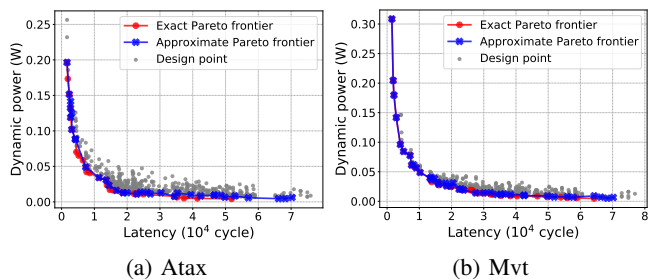 Exact Pareto frontier
Approximate Pareto frontier
Design point
Dynamic power (W)
0.25
0.20
0.15
0.10
0.05
0.00
0 1 2 3 4 5 6 7
Latency (10⁴ cycle)
(a) Atax
Exact Pareto frontier
Approximate Pareto frontier
Design point
Dynamic power (W)
0.30
0.25
0.20
0.15
0.10
0.05
0.00
0 1 2 3 4 5 6 7 8
Latency (10⁴ cycle)
(b) Mvt